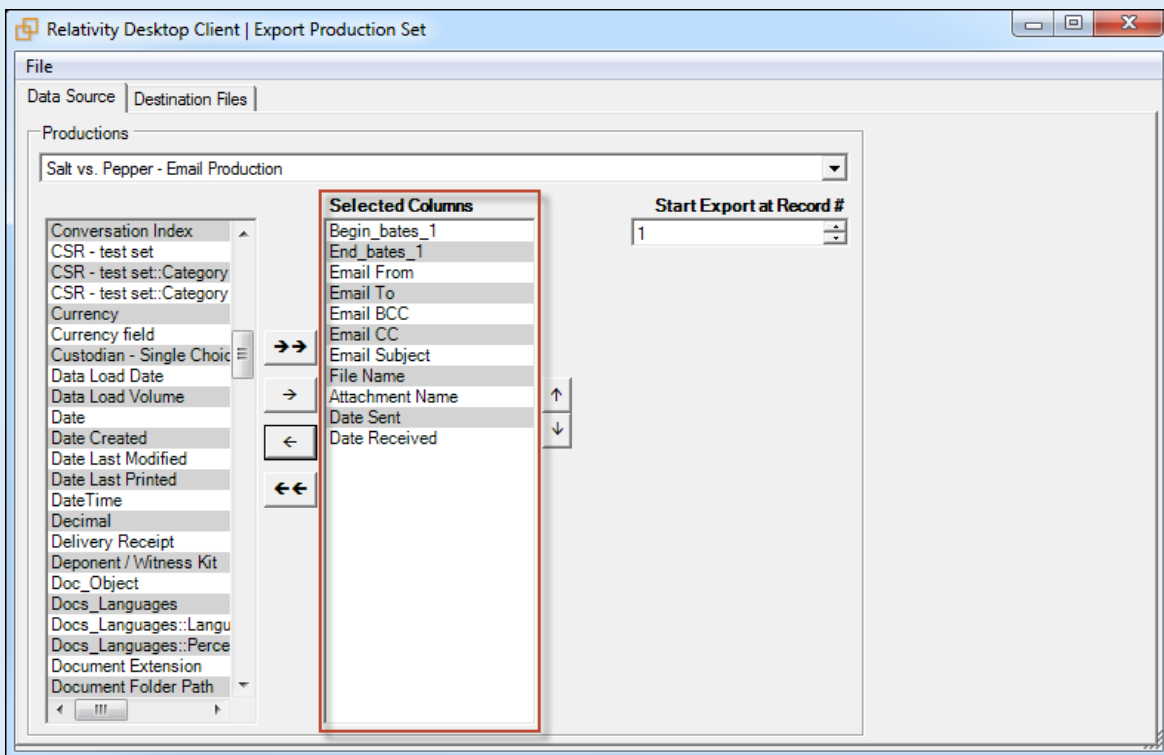 Relativity Desktop Client | Export Production Set
File
Data Source
Destination Files
Productions
Salt vs. Pepper - Email Production
Conversation Index
CSR - test set
CSR - test set::Category
CSR - test set::Category
Currency
Currency field
Custodian - Single Choic
Data Load Date
Data Load Volume
Date
Date Created
Date Last Modified
Date Last Printed
DateTime
Decimal
Delivery Receipt
Deponent / Witness Kit
Doc_Object
Docs_Languages
Docs_Languages::Langu
Docs_Languages::Perce
Document Extension
Document Folder Path
Selected Columns
Begin_bates_1
End_bates_1
Email From
Email To
Email BCC
Email CC
Email Subject
File Name
Attachment Name
Date Sent
Date Received
Start Export at Record #
1